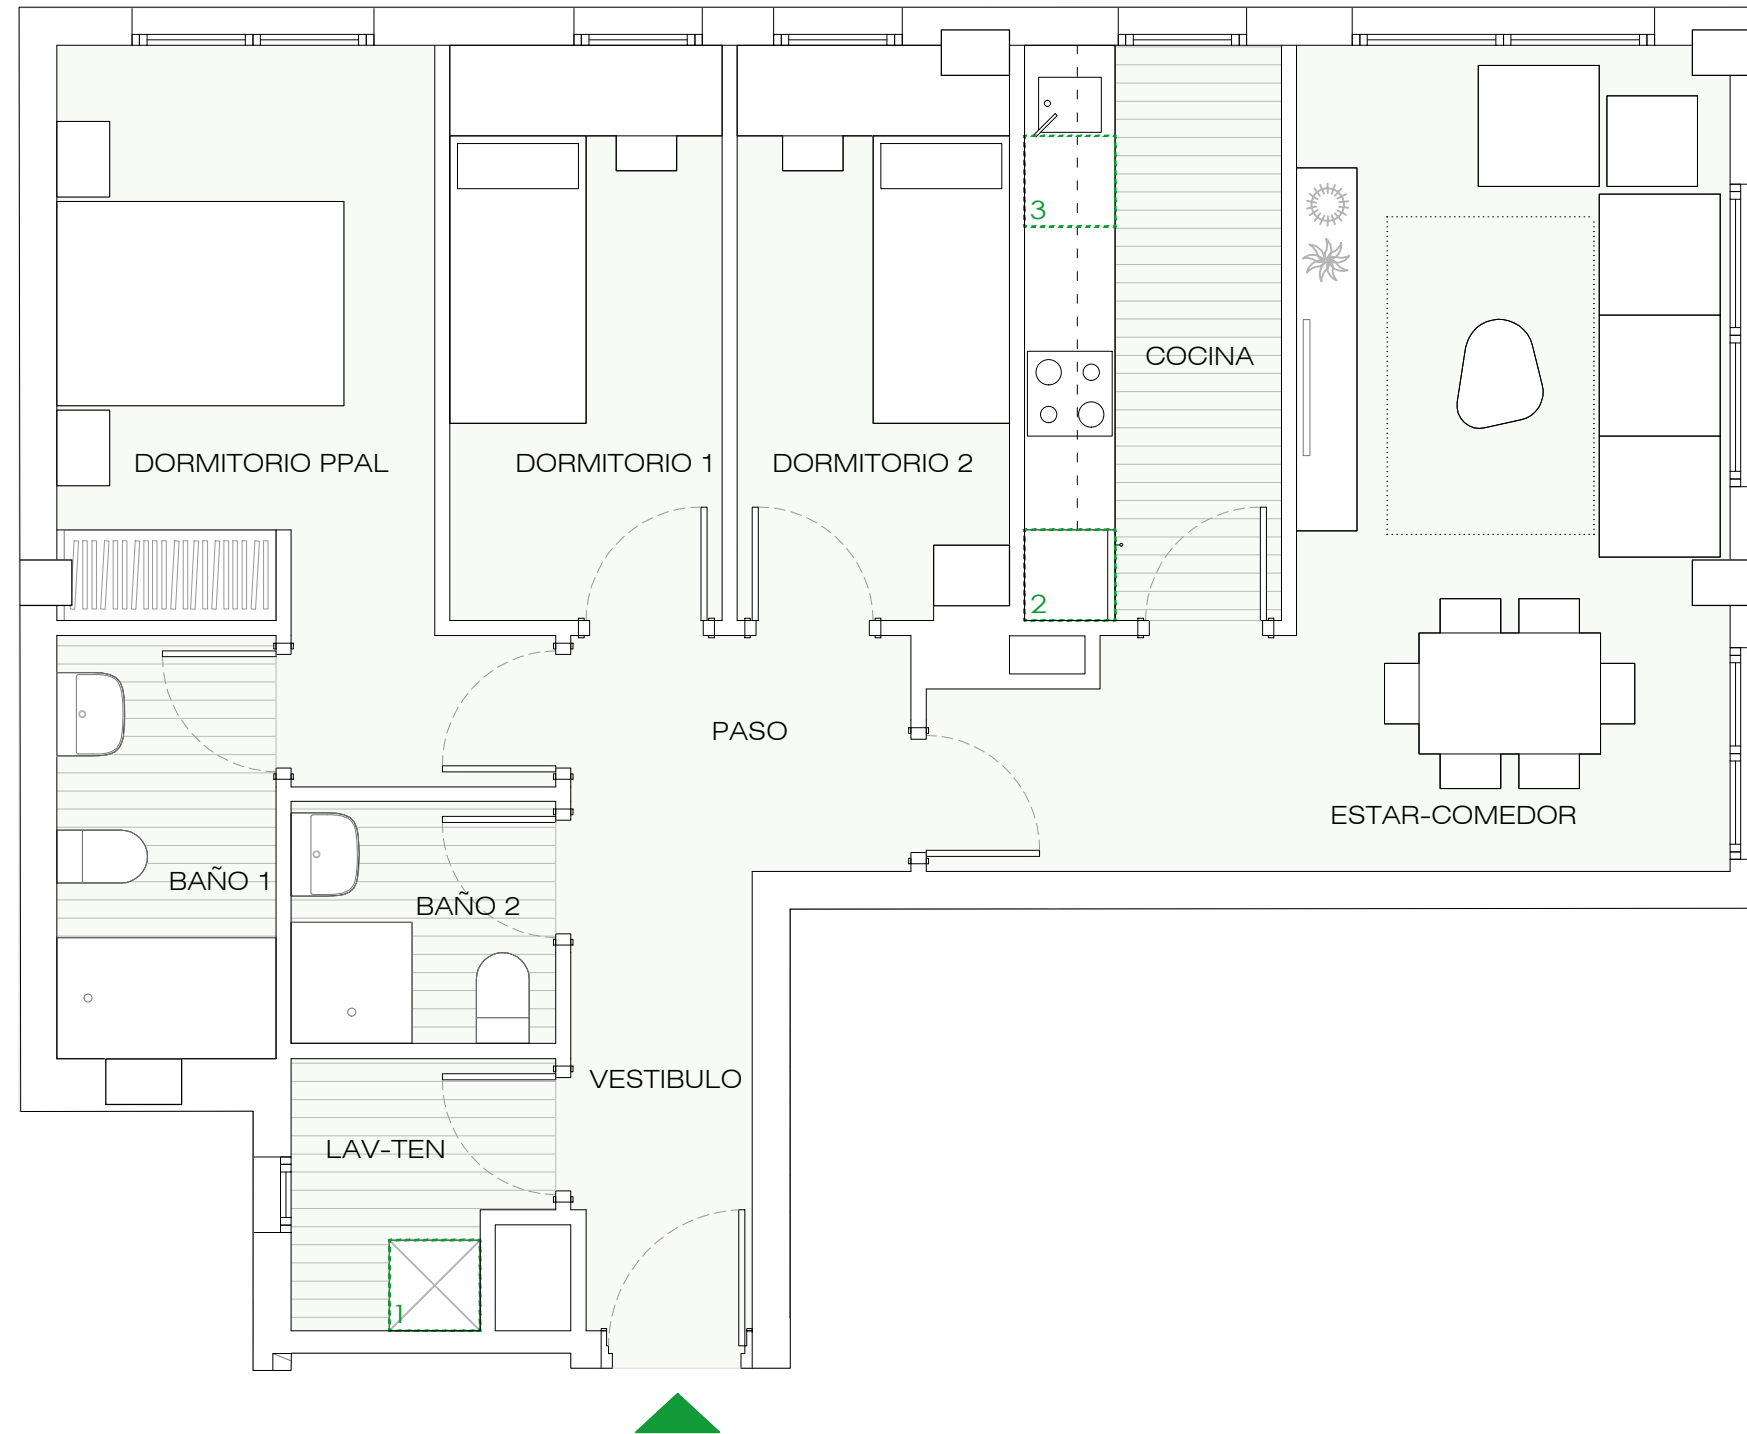 3
COCINA
DORMITORIO PPAL
DORMITORIO 1
DORMITORIO 2
2
PASO
ESTAR-COMEDOR
BAÑO 1
BAÑO 2
VESTIBULO
LAV-TEN
1